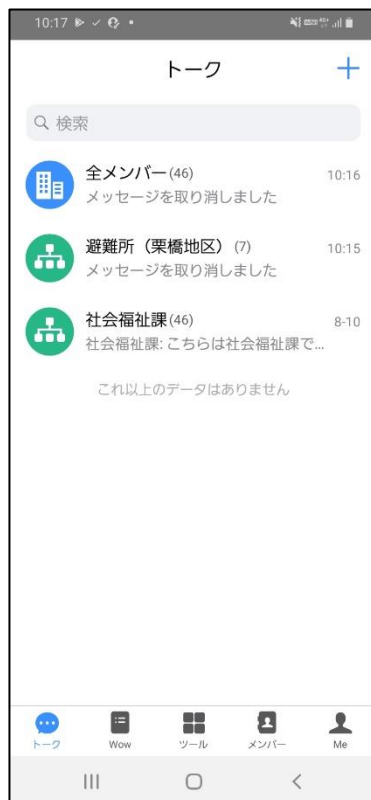 10:17
トーク
検索
全メンバー(46) 10:16
メッセージを取り消しました
避難所（栗橋地区）(7) 10:15
メッセージを取り消しました
社会福祉課(46) 8-10
社会福祉課: こちらは社会福祉課で...
これ以上のデータはありません
トーク Wow ツール メンバー Me